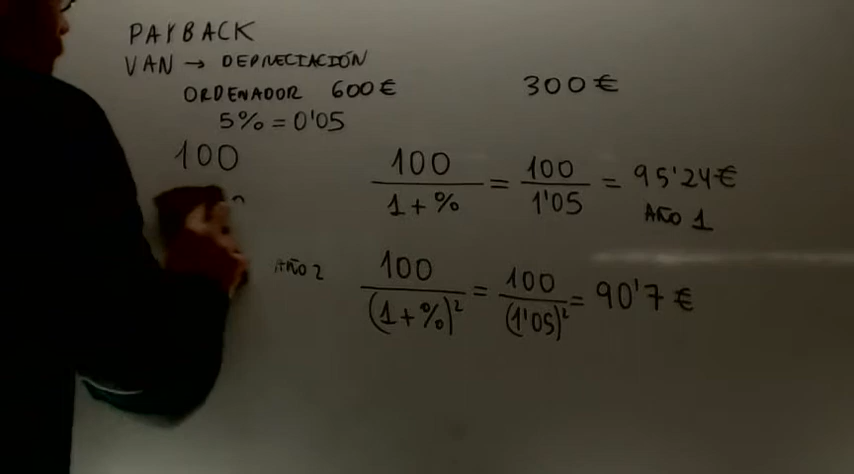 PAYBACK
VAN → DEPRECIACIÓN
ORDENADOR 600€ 300€
5% = 0'05
100
100 / 1 + % = 100 / 1'05 = 95'24€
AÑO 1
AÑO 2 100 / (1 + %)² = 100 / (1'05)² = 90'7 €